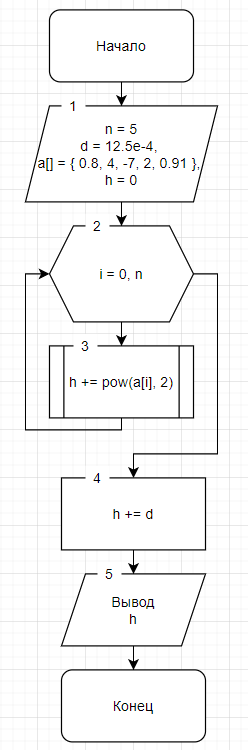 Начало
1
n = 5
d = 12.5e-4,
a[] = { 0.8, 4, -7, 2, 0.91 },
h = 0
2
i = 0, n
3
h += pow(a[i], 2)
4
h += d
5
Вывод
h
Конец